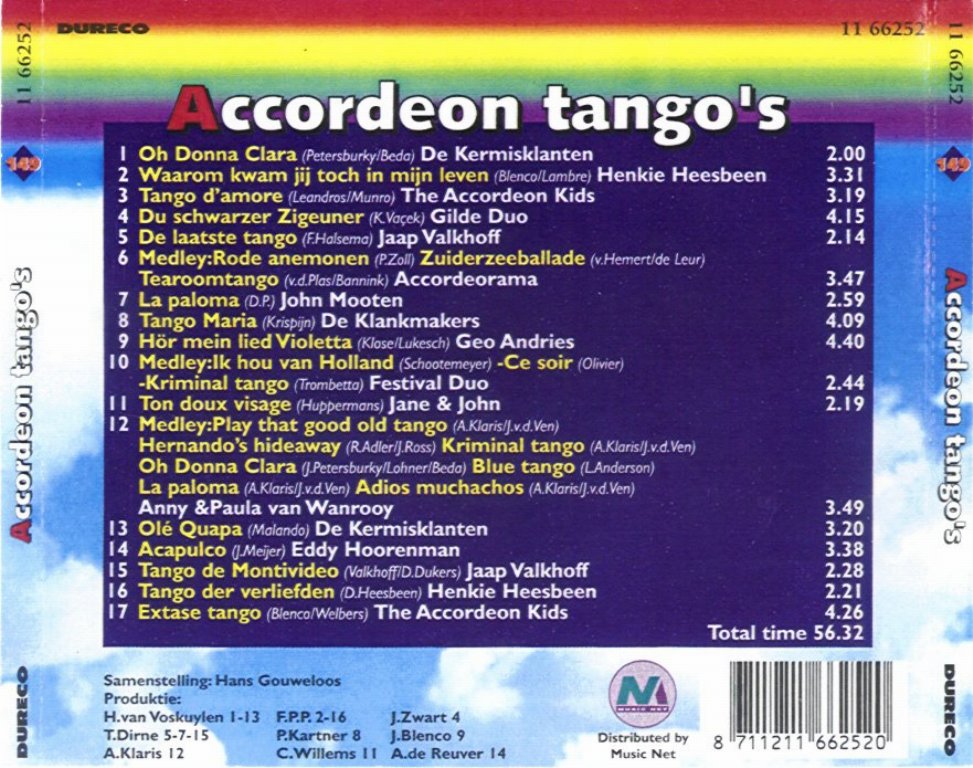 DURECO
11 66252
Accordeon tango's
1 Oh Donna Clara (Petersburky/Beda) De Kermisklanten 2.00
2 Waarom kwam jij toch in mijn leven (Blenco/Lambre) Henkie Heesbeen 3.31
3 Tango d'amore (Leandros/Munro) The Accordeon Kids 3.19
4 Du schwarzer Zigeuner (K.Vaçek) Gilde Duo 4.15
5 De laatste tango (F.Halsema) Jaap Valkhoff 2.14
6 Medley:Rode anemonen (P.Zoll) Zuiderzeeballade (v.Hemert/de Leur)
Tearoomtango (v.d.Plas/Bannink) Accordeorama 3.47
7 La paloma (D.P.) John Mooten 2.59
8 Tango Maria (Krispijn) De Klankmakers 4.09
9 Hör mein lied Violetta (Klose/Lukesch) Geo Andries 4.40
10 Medley:Ik hou van Holland (Schootemeyer) -Ce soir (Olivier)
-Kriminal tango (Trombetta) Festival Duo 2.44
11 Ton doux visage (Huppermans) Jane & John 2.19
12 Medley:Play that good old tango (A.Klaris/J.v.d.Ven)
Hernando's hideaway (R.Adler/J.Ross) Kriminal tango (A.Klaris/J.v.d.Ven)
Oh Donna Clara (J.Petersburky/Lohner/Beda) Blue tango (L.Anderson)
La paloma (A.Klaris/J.v.d.Ven) Adios muchachos (A.Klaris/J.v.d.Ven)
Anny &Paula van Wanrooy 3.49
13 Olé Quapa (Malando) De Kermisklanten 3.20
14 Acapulco (J.Meijer) Eddy Hoorenman 3.38
15 Tango de Montivideo (Valkhoff/D.Dukers) Jaap Valkhoff 2.28
16 Tango der verliefden (D.Heesbeen) Henkie Heesbeen 2.21
17 Extase tango (Blenco/Welbers) The Accordeon Kids 4.26
Total time 56.32
Samenstelling: Hans Gouweloos
Produktie:
H.van Voskuylen 1-13 F.P.P. 2-16 J.Zwart 4
T.Dirne 5-7-15 P.Kartner 8 J.Blenco 9
A.Klaris 12 C.Willems 11 A.de Reuver 14
MUSIC NET
Distributed by
Music Net
8 711211 662520
11 66252
149
Accordeon tango's
DURECO
11 66252
149
Accordeon tango's
DURECO